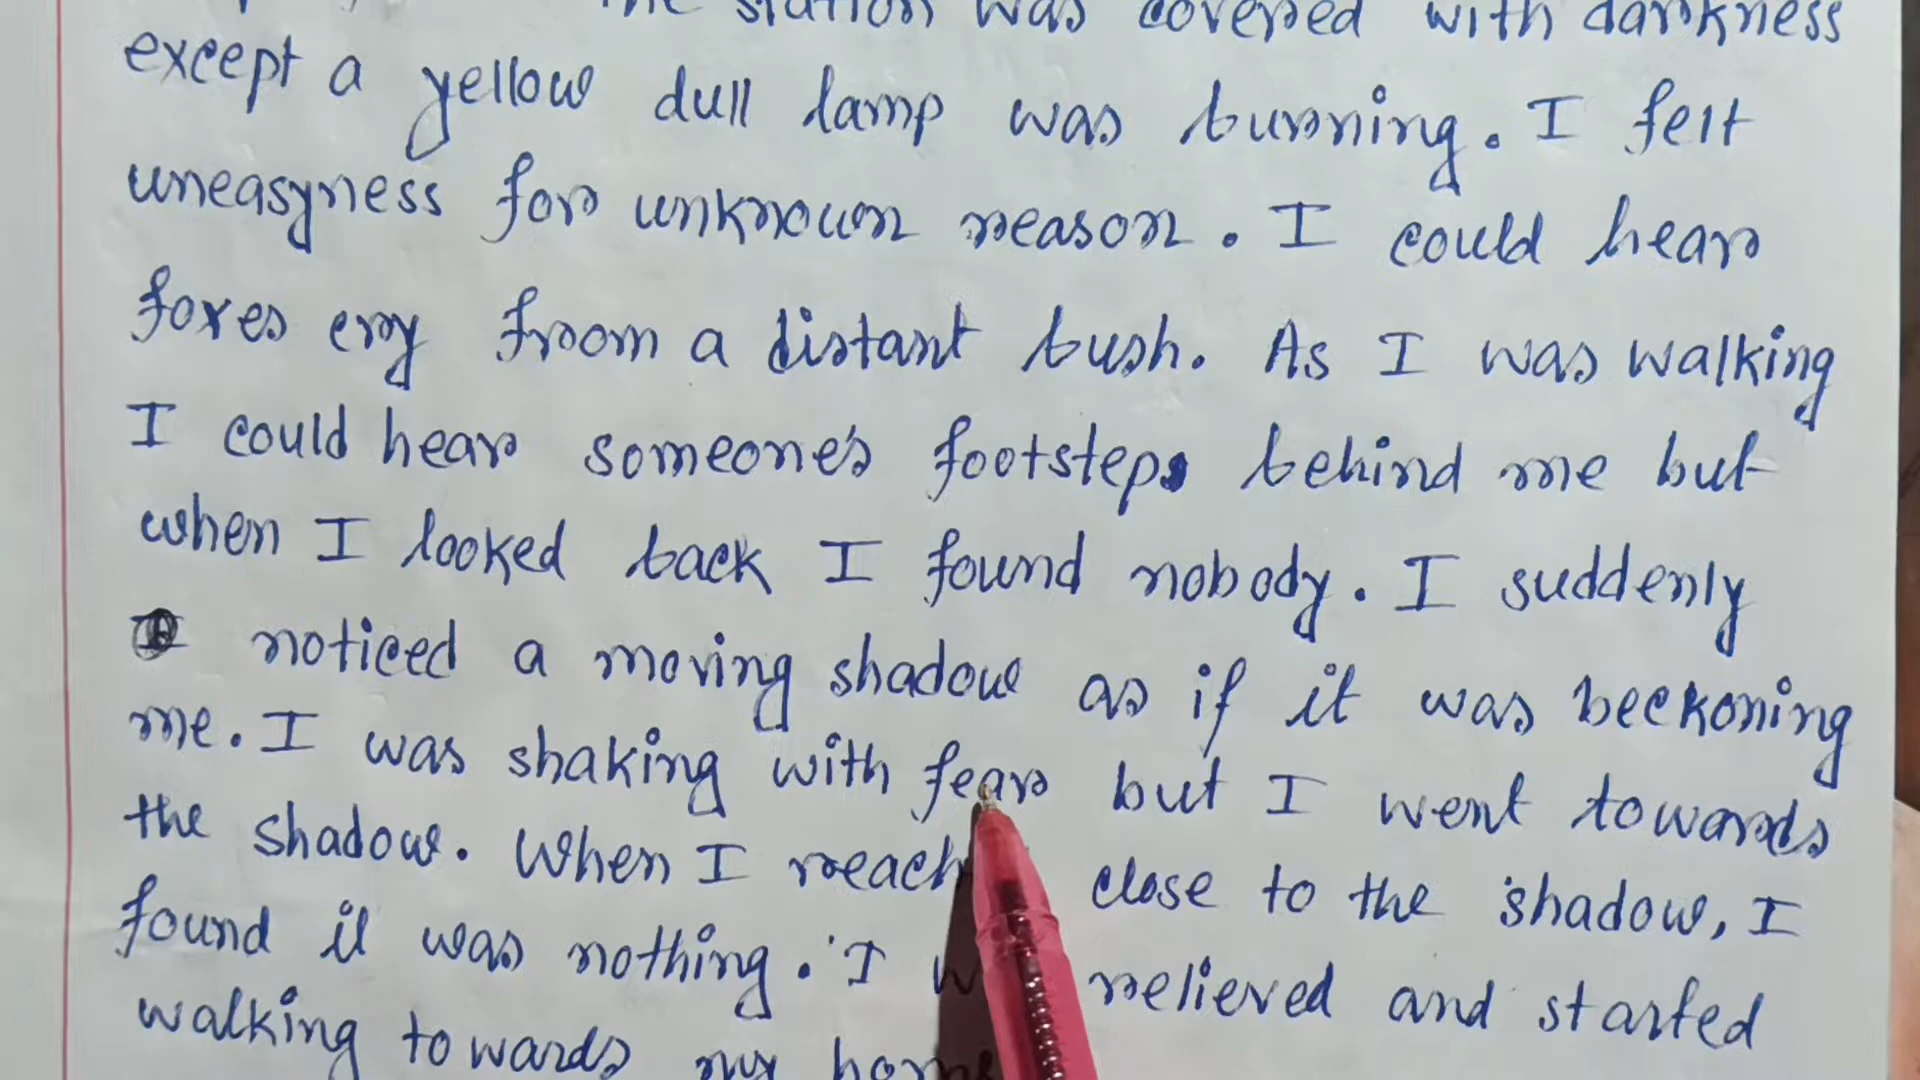 the station was covered with darkness
except a yellow dull lamp was burning. I felt
uneasyness for unknown reason. I could hear
foxes cry from a distant bush. As I was walking
I could hear someone's footsteps behind me but
when I looked back I found nobody. I suddenly
noticed a moving shadow as if it was beckoning
me. I was shaking with fear but I went towards
the shadow. When I reach close to the shadow, I
found it was nothing. I relieved and started
walking towards my home